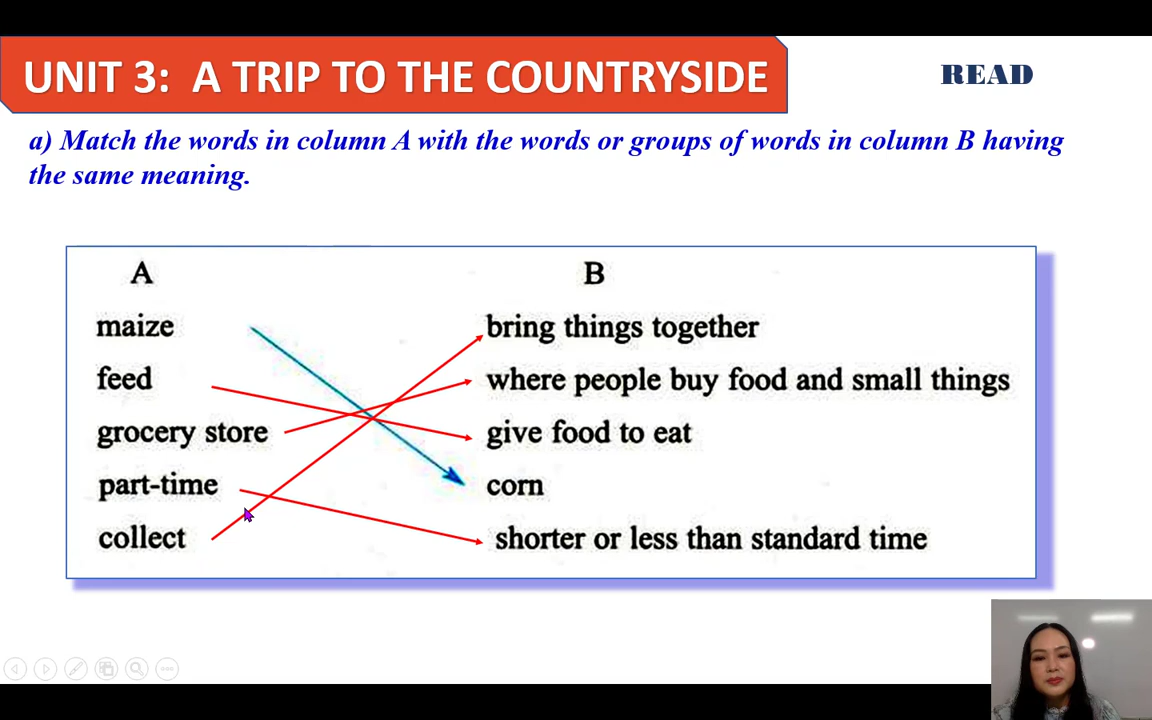 UNIT 3: A TRIP TO THE COUNTRYSIDE
READ
a) Match the words in column A with the words or groups of words in column B having
the same meaning.
A B
maize bring things together
feed where people buy food and small things
grocery store give food to eat
part-time corn
collect shorter or less than standard time